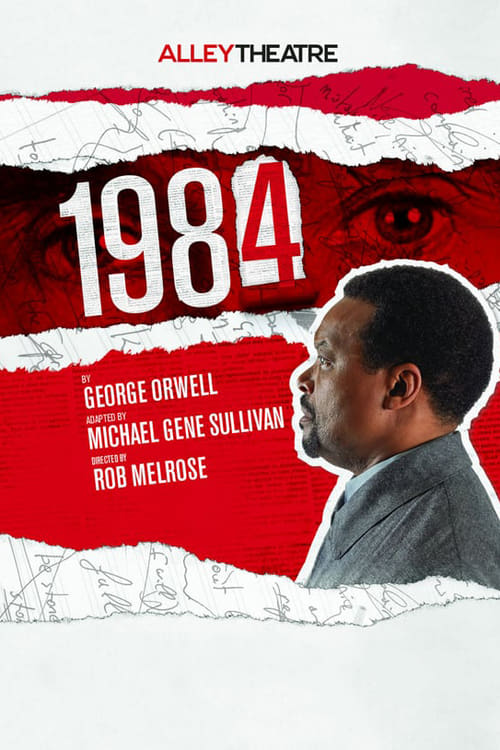 ALLEYTHEATRE
1984
BY
GEORGE ORWELL
ADAPTED BY
MICHAEL GENE SULLIVAN
DIRECTED BY
ROB MELROSE